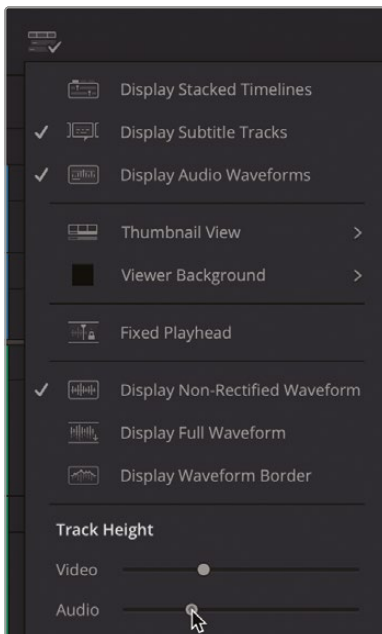 Display Stacked Timelines
Display Subtitle Tracks
Display Audio Waveforms
Thumbnail View
Viewer Background
Fixed Playhead
Display Non-Rectified Waveform
Display Full Waveform
Display Waveform Border
Track Height
Video
Audio